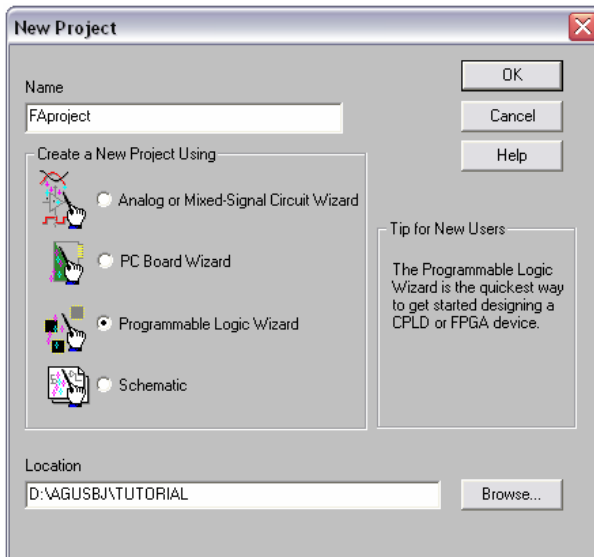 New Project
Name
FAproject
OK
Cancel
Help
Create a New Project Using
Analog or Mixed-Signal Circuit Wizard
PC Board Wizard
Programmable Logic Wizard
Schematic
Tip for New Users
The Programmable Logic
Wizard is the quickest way
to get started designing a
CPLD or FPGA device.
Location
D:\AGUSBJ\TUTORIAL
Browse...